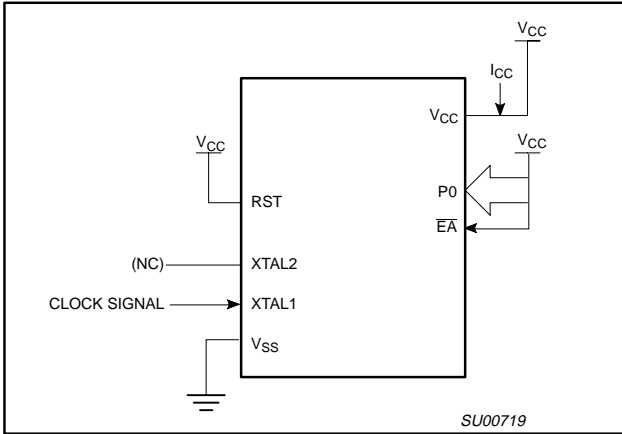 VCC
ICC
VCC
VCC
VCC
P0
RST
EA
(NC)
XTAL2
CLOCK SIGNAL
XTAL1
VSS
SU00719